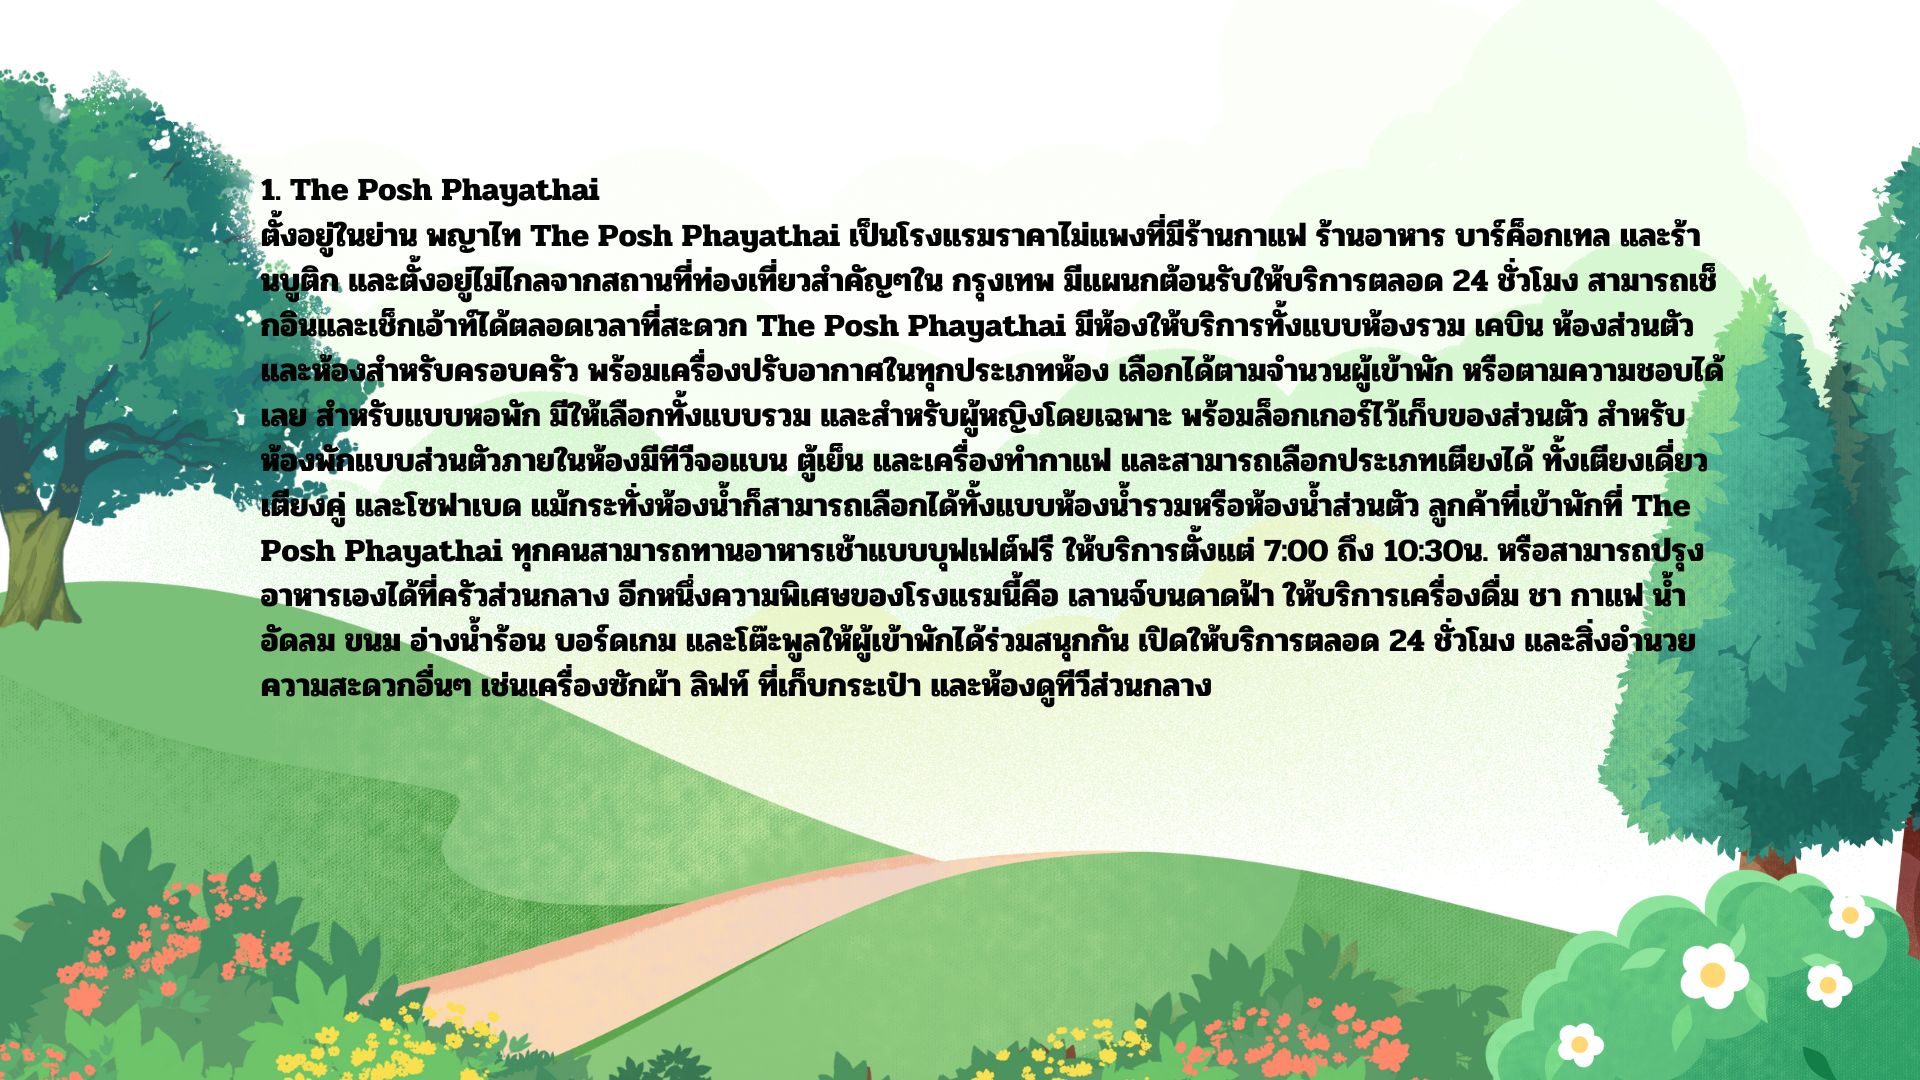 1. The Posh Phayathai
ตั้งอยู่ในย่าน พญาไท The Posh Phayathai เป็นโรงแรมราคาไม่แพงที่มีร้านกาแฟ ร้านอาหาร บาร์ค็อกเทล และร้า
นบูติก และตั้งอยู่ไม่ไกลจากสถานที่ท่องเที่ยวสำคัญๆใน กรุงเทพ มีแผนกต้อนรับให้บริการตลอด 24 ชั่วโมง สามารถเช็
กอินและเช็กเอ้าท์ได้ตลอดเวลาที่สะดวก The Posh Phayathai มีห้องให้บริการทั้งแบบห้องรวม เคบิน ห้องส่วนตัว
และห้องสำหรับครอบครัว พร้อมเครื่องปรับอากาศในทุกประเภทห้อง เลือกได้ตามจำนวนผู้เข้าพัก หรือตามความชอบได้
เลย สำหรับแบบหอพัก มีให้เลือกทั้งแบบรวม และสำหรับผู้หญิงโดยเฉพาะ พร้อมล็อกเกอร์ไว้เก็บของส่วนตัว สำหรับ
ห้องพักแบบส่วนตัวภายในห้องมีทีวีจอแบน ตู้เย็น และเครื่องทำกาแฟ และสามารถเลือกประเภทเตียงได้ ทั้งเตียงเดี่ยว
เตียงคู่ และโซฟาเบด แม้กระทั่งห้องน้ำก็สามารถเลือกได้ทั้งแบบห้องน้ำรวมหรือห้องน้ำส่วนตัว ลูกค้าที่เข้าพักที่ The
Posh Phayathai ทุกคนสามารถทานอาหารเช้าแบบบุฟเฟต์ฟรี ให้บริการตั้งแต่ 7:00 ถึง 10:30น. หรือสามารถปรุง
อาหารเองได้ที่ครัวส่วนกลาง อีกหนึ่งความพิเศษของโรงแรมนี้คือ เลานจ์บนดาดฟ้า ให้บริการเครื่องดื่ม ชา กาแฟ น้ำ
อัดลม ขนม อ่างน้ำร้อน บอร์ดเกม และโต๊ะพูลให้ผู้เข้าพักได้ร่วมสนุกกัน เปิดให้บริการตลอด 24 ชั่วโมง และสิ่งอำนวย
ความสะดวกอื่นๆ เช่นเครื่องซักผ้า ลิฟท์ ที่เก็บกระเป๋า และห้องดูทีวีส่วนกลาง